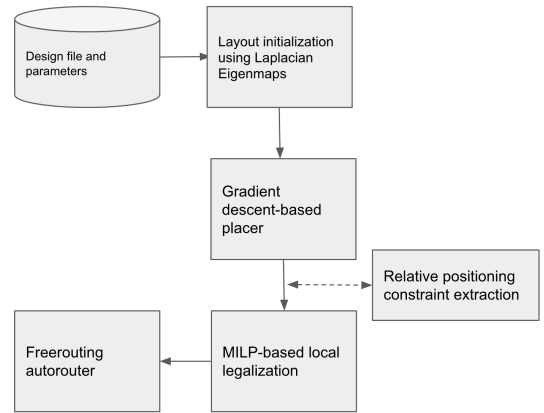 Design file and
parameters
Layout initialization
using Laplacian
Eigenmaps
Gradient
descent-based
placer
Relative positioning
constraint extraction
MILP-based local
legalization
Freerouting
autorouter